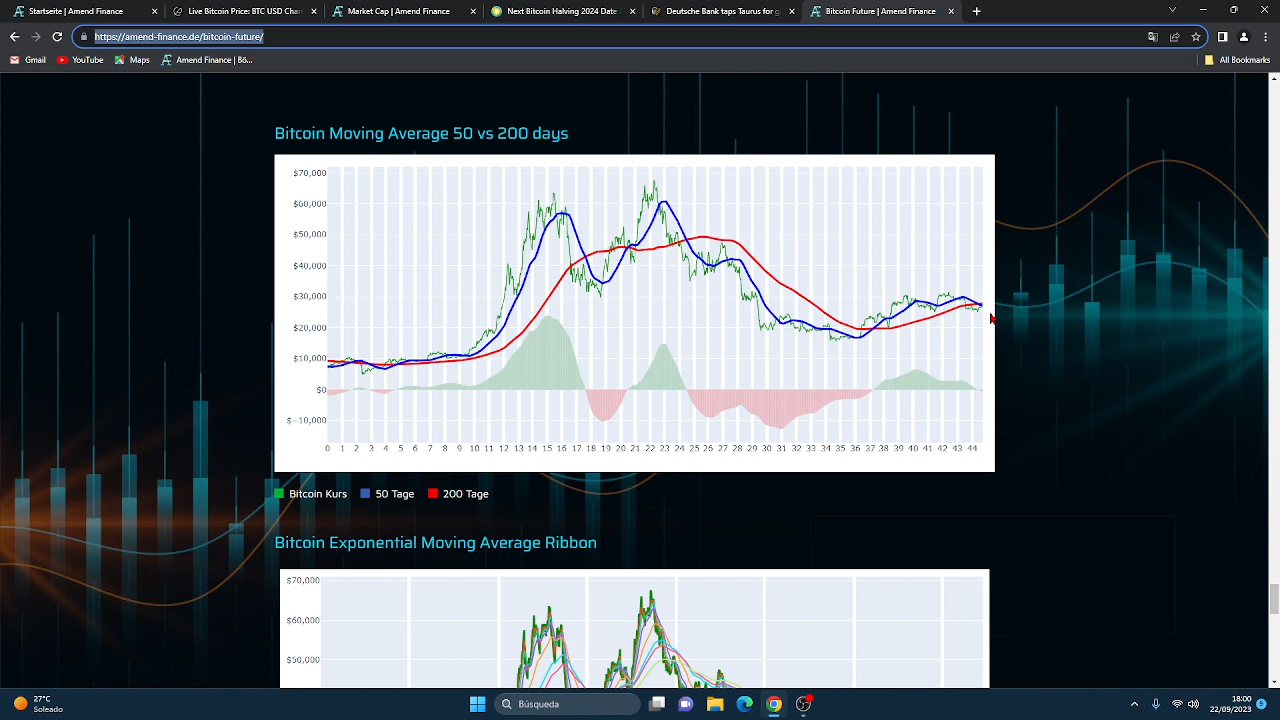 Startseite | Amend Finance
Live Bitcoin Price: BTC USD Char
Market Cap | Amend Finance
Next Bitcoin Halving 2024 Date
Deutsche Bank taps Taurus for d
Bitcoin Future | Amend Finance
https://amend-finance.de/bitcoin-future/
Gmail YouTube Maps Amend Finance | Bö... All Bookmarks
Bitcoin Moving Average 50 vs 200 days
$70,000
$60,000
$50,000
$40,000
$30,000
$20,000
$10,000
$0
$−10,000
0 1 2 3 4 5 6 7 8 9 10 11 12 13 14 15 16 17 18 19 20 21 22 23 24 25 26 27 28 29 30 31 32 33 34 35 36 37 38 39 40 41 42 43 44
Bitcoin Kurs 50 Tage 200 Tage
Bitcoin Exponential Moving Average Ribbon
$70,000
$60,000
$50,000
27°C
Soleado
Búsqueda
18:00
22/09/2023
3